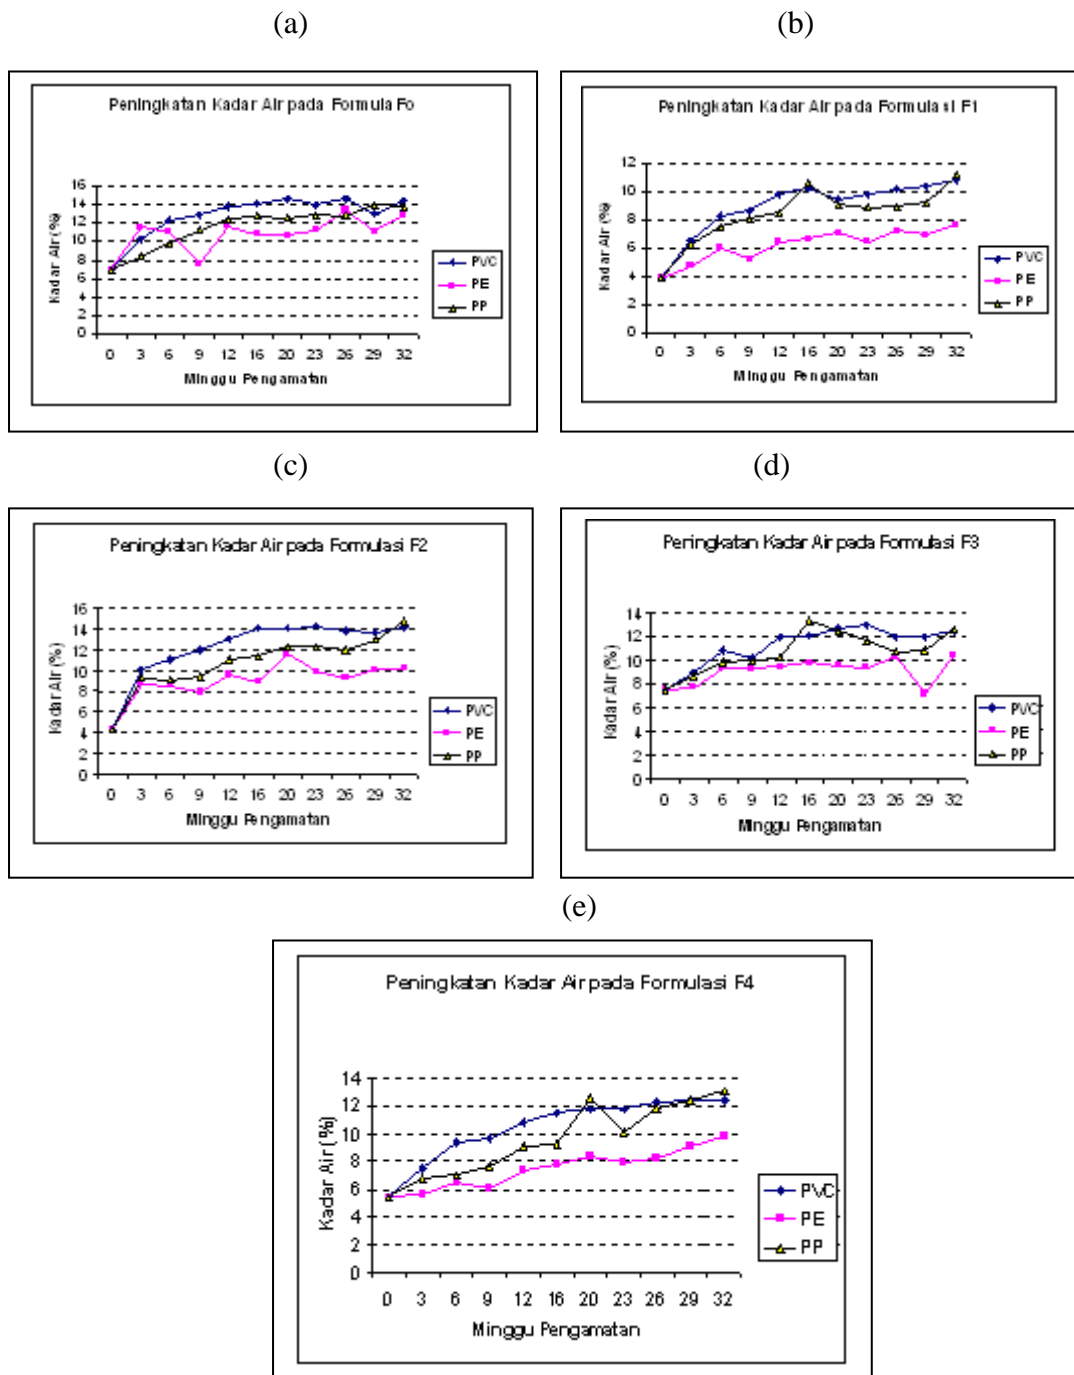 (a)
(b)
Peningkatan Kadar Air pada Formula Fo
Kadar Air (%)
16
14
12
10
8
6
4
2
0
0 3 6 9 12 16 20 23 26 29 32
Minggu Pengamatan
PVC
PE
PP
Peningkatan Kadar Air pada Formulasi F1
Kadar Air (%)
12
10
8
6
4
2
0
0 3 6 9 12 16 20 23 26 29 32
Minggu Pengamatan
PVC
PE
PP
(c)
(d)
Peningkatan Kadar Air pada Formulasi F2
Kadar Air (%)
16
14
12
10
8
6
4
2
0
0 3 6 9 12 16 20 23 26 29 32
Minggu Pengamatan
PVC
PE
PP
Peningkatan Kadar Air pada Formulasi F3
Kadar Air (%)
14
12
10
8
6
4
2
0
0 3 6 9 12 16 20 23 26 29 32
Minggu Pengamatan
PVC
PE
PP
(e)
Peningkatan Kadar Air pada Formulasi F4
Kadar Air (%)
14
12
10
8
6
4
2
0
0 3 6 9 12 16 20 23 26 29 32
Minggu Pengamatan
PVC
PE
PP